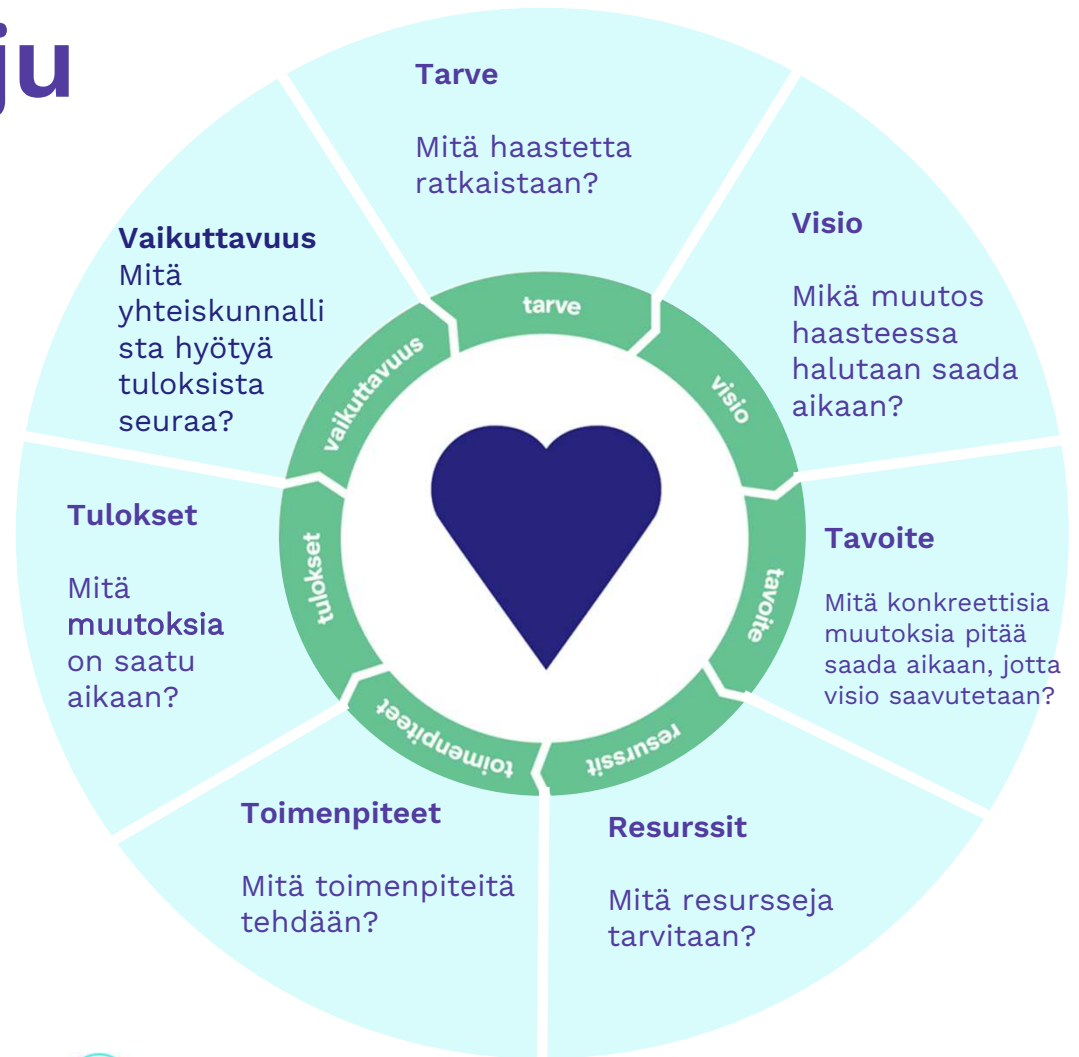 ju
Tarve
Mitä haastetta
ratkaistaan?
Visio
Mikä muutos
haasteessa
halutaan saada
aikaan?
Tavoite
Mitä konkreettisia
muutoksia pitää
saada aikaan, jotta
visio saavutetaan?
Resurssit
Mitä resursseja
tarvitaan?
Toimenpiteet
Mitä toimenpiteitä
tehdään?
Tulokset
Mitä
muutoksia
on saatu
aikaan?
Vaikuttavuus
Mitä
yhteiskunnalli
sta hyötyä
tuloksista
seuraa?
tarve
visio
tavoite
resurssit
toimenpiteet
tulokset
vaikuttavuus